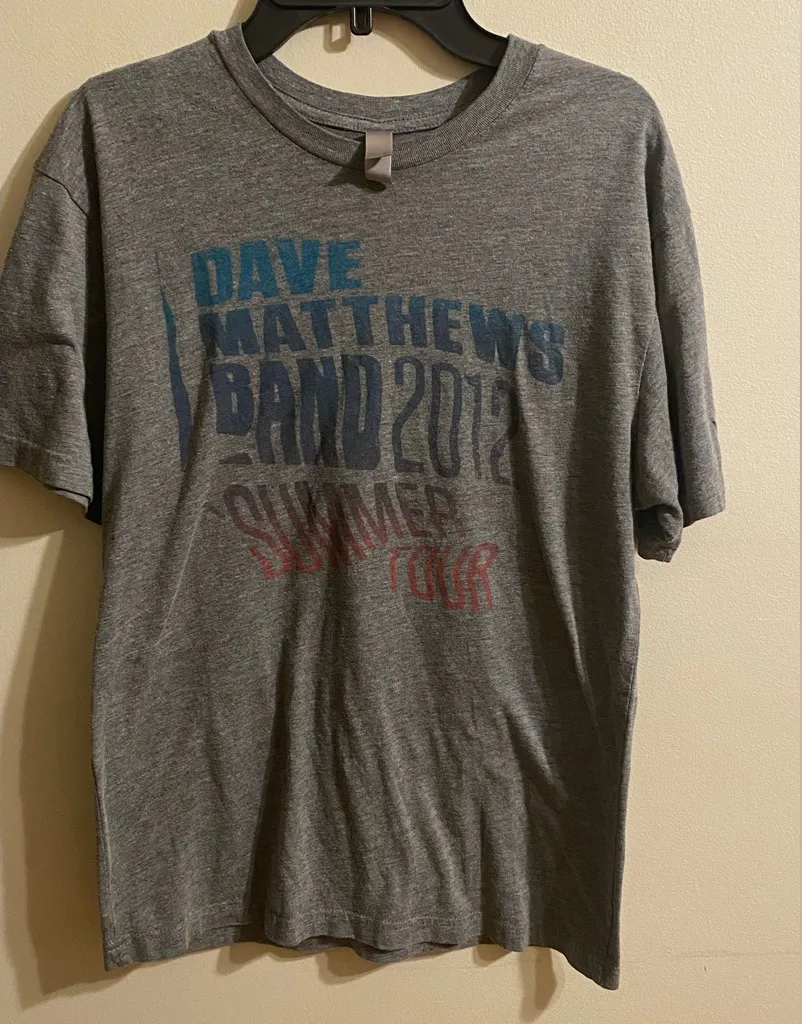 DAVE
MATTHEWS
BAND 2012
SUMMER
TOUR